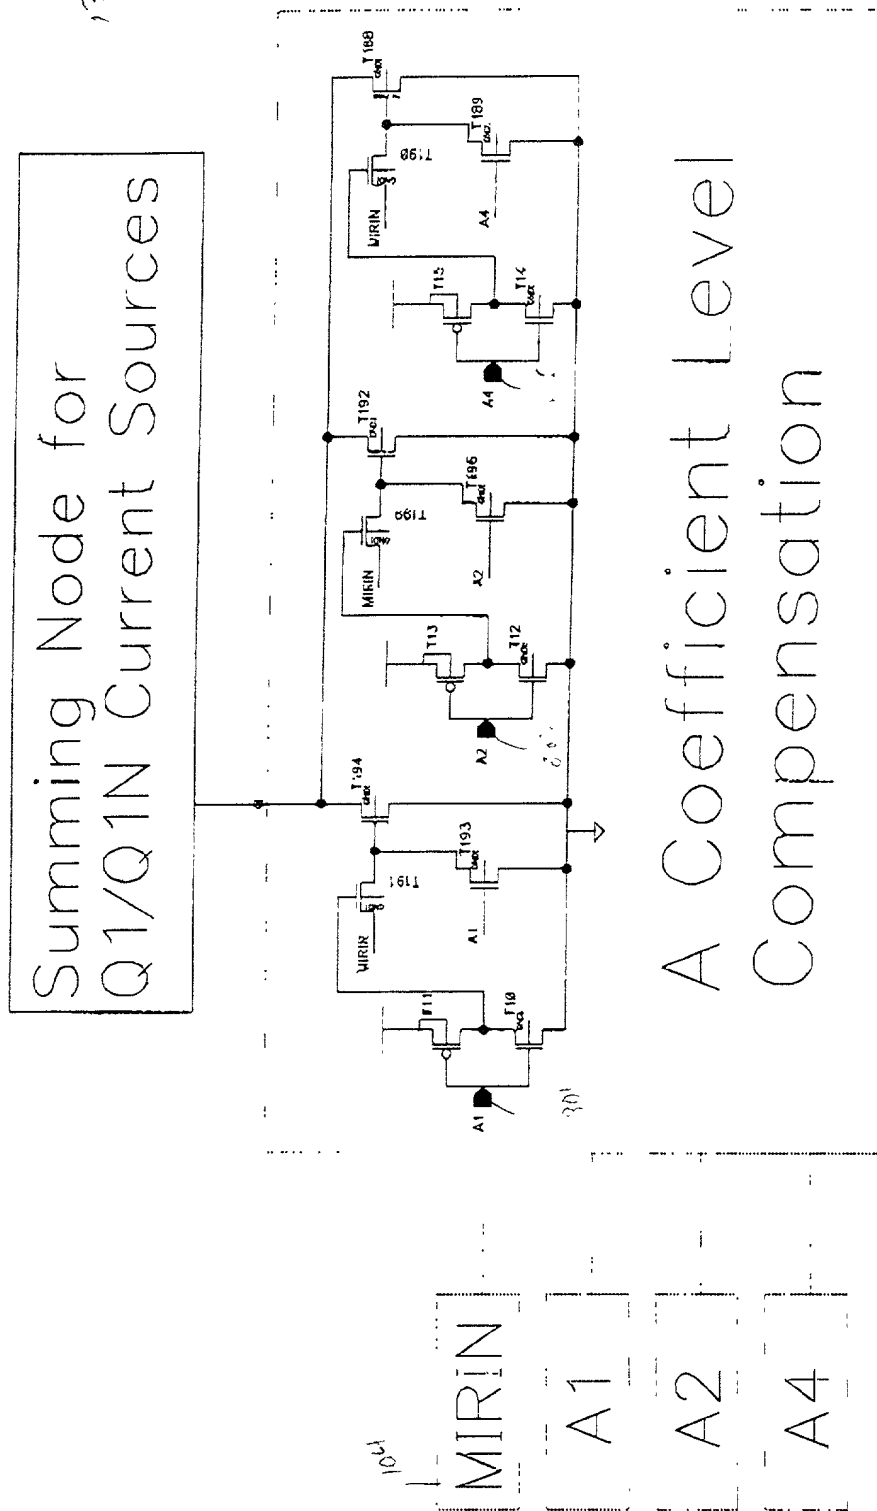 Summing Node for
Q1/Q1N Current Sources
T194
T192
T188
T191
T199
T190
MIRIN
MIRIN
MIRIN
T193
T196
T189
A1
A2
A4
T11
T13
T15
T10
T12
T14
A1
A2
A4
A Coefficient Level
Compensation
104
MIRIN
A1
A2
A4